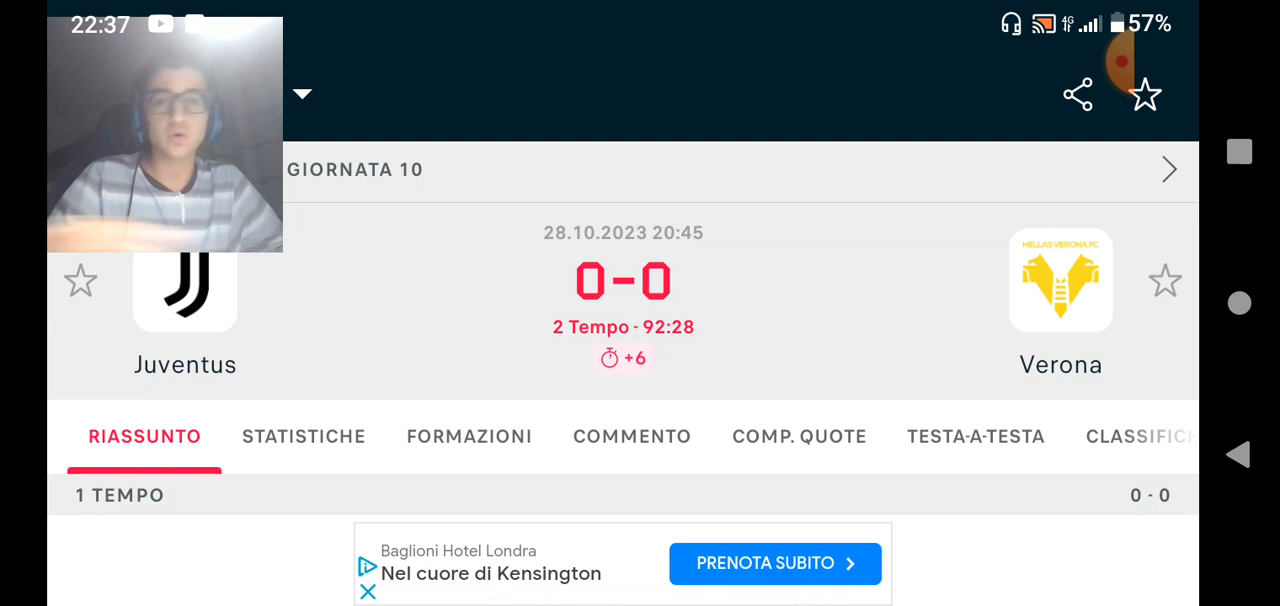 22:37
4G
57%
GIORNATA 10
28.10.2023 20:45
0-0
2 Tempo - 92:28
+6
HELLAS VERONA FC
Juventus
Verona
RIASSUNTO STATISTICHE FORMAZIONI COMMENTO COMP. QUOTE TESTA-A-TESTA CLASSIFICH
1 TEMPO
0 - 0
Baglioni Hotel Londra
Nel cuore di Kensington
PRENOTA SUBITO